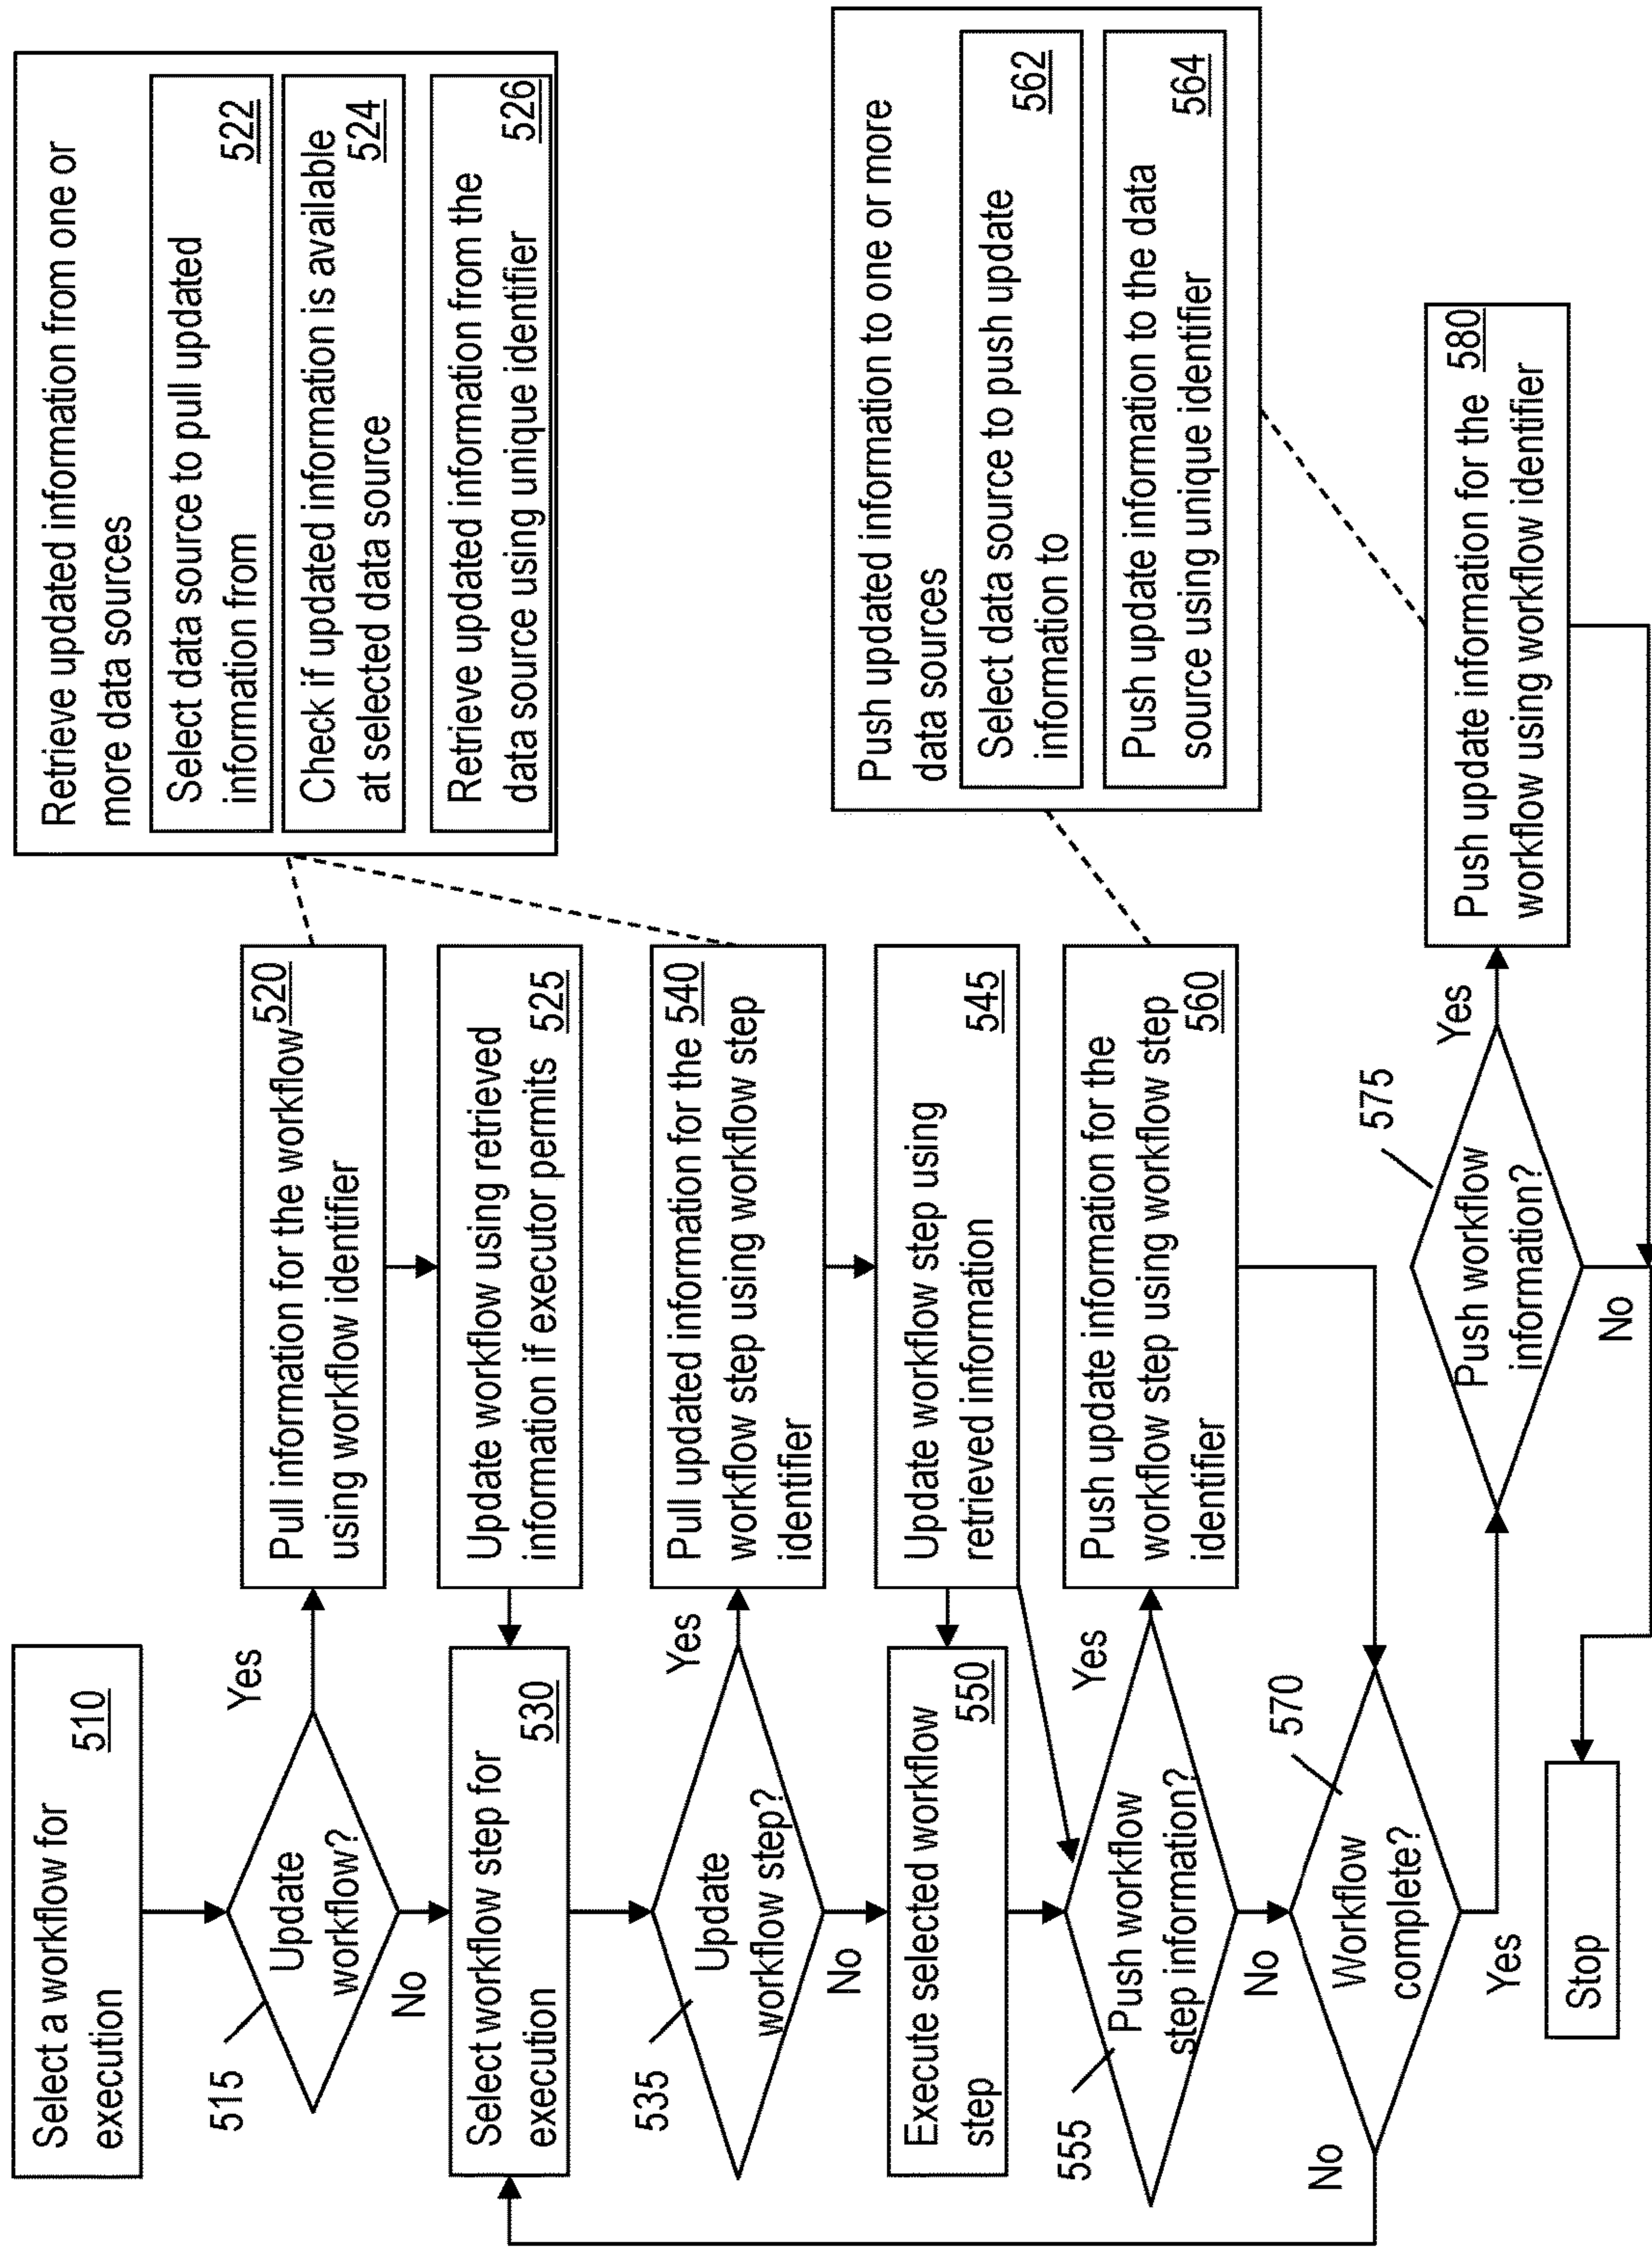 Select a workflow for
execution
510
515
Update
workflow?
Yes
No
Pull information for the workflow
using workflow identifier
520
Update workflow using retrieved
information if executor permits
525
Retrieve updated information from one or
more data sources
Select data source to pull updated
information from
522
Check if updated information is available
at selected data source
524
Retrieve updated information from the
data source using unique identifier
526
Select workflow step for
execution
530
535
Update
workflow step?
Yes
No
Pull updated information for the
workflow step using workflow step
identifier
540
Update workflow step using
retrieved information
545
Execute selected workflow
step
550
555
Push workflow
step information?
Yes
No
Push update information for the
workflow step using workflow step
identifier
560
Push updated information to one or more
data sources
Select data source to push update
information to
562
Push update information to the data
source using unique identifier
564
570
Workflow
complete?
No
Yes
575
Push workflow
information?
Yes
No
Push update information for the
workflow using workflow identifier
580
Stop